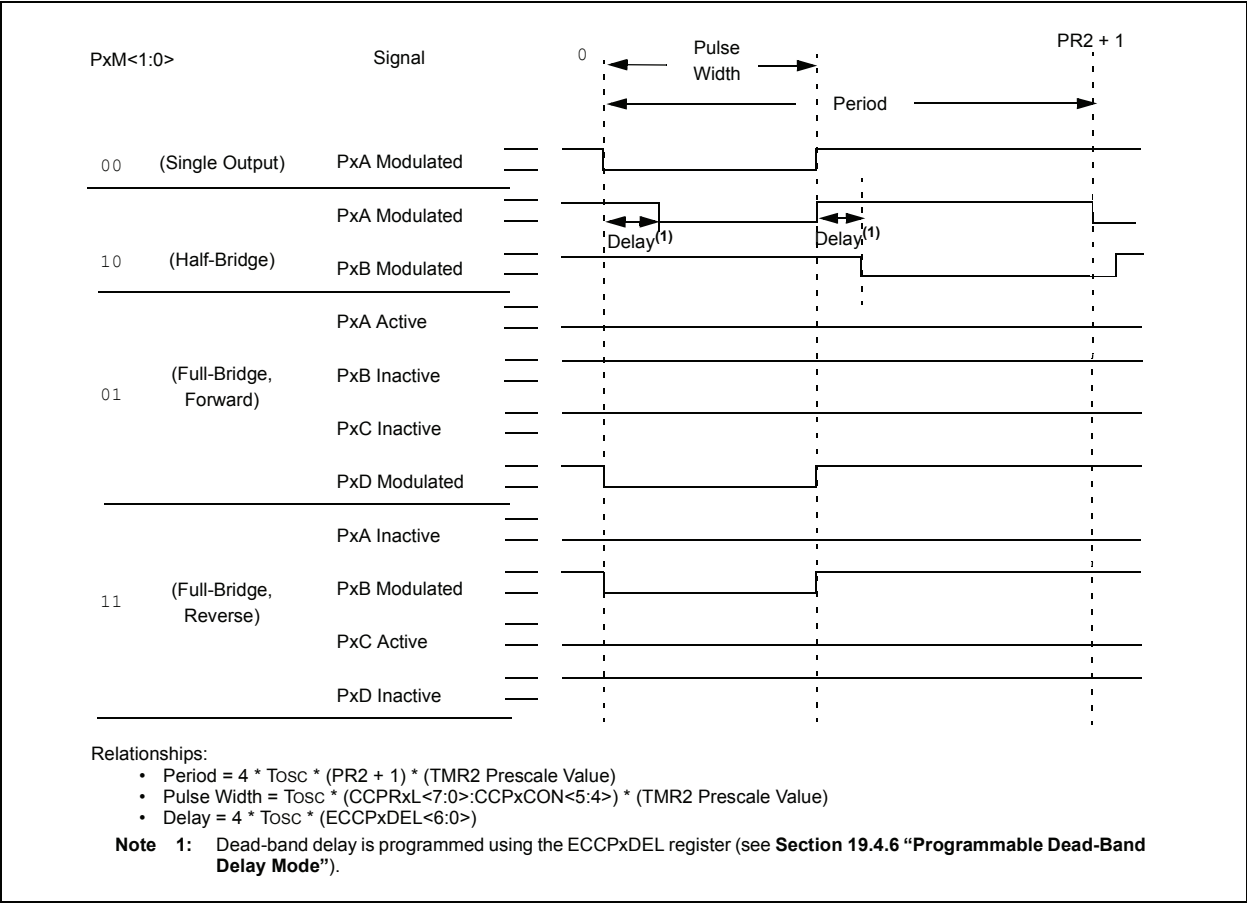 PxM<1:0> Signal 0 Pulse Width PR2 + 1
Period
00 (Single Output) PxA Modulated
PxA Modulated
Delay(1) Delay(1)
10 (Half-Bridge) PxB Modulated
PxA Active
01 (Full-Bridge, Forward) PxB Inactive
PxC Inactive
PxD Modulated
PxA Inactive
11 (Full-Bridge, Reverse) PxB Modulated
PxC Active
PxD Inactive
Relationships:
• Period = 4 * TOSC * (PR2 + 1) * (TMR2 Prescale Value)
• Pulse Width = TOSC * (CCPRxL<7:0>:CCPxCON<5:4>) * (TMR2 Prescale Value)
• Delay = 4 * TOSC * (ECCPxDEL<6:0>)
Note 1: Dead-band delay is programmed using the ECCPxDEL register (see Section 19.4.6 “Programmable Dead-Band
Delay Mode”).